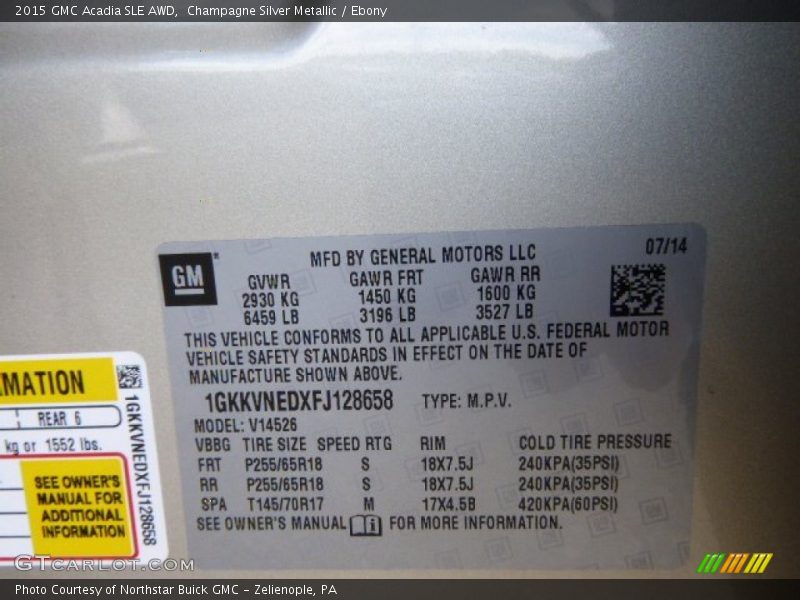 2015 GMC Acadia SLE AWD,  Champagne Silver Metallic / Ebony
GM
MFD BY GENERAL MOTORS LLC
07/14
GVWR GAWR FRT GAWR RR
2930 KG 1450 KG 1600 KG
6459 LB 3196 LB 3527 LB
THIS VEHICLE CONFORMS TO ALL APPLICABLE U.S. FEDERAL MOTOR
VEHICLE SAFETY STANDARDS IN EFFECT ON THE DATE OF
MANUFACTURE SHOWN ABOVE.
1GKKVNEDXFJ128658 TYPE: M.P.V.
MODEL: V14526
VBBG TIRE SIZE SPEED RTG RIM COLD TIRE PRESSURE
FRT P255/65R18 S 18X7.5J 240KPA(35PSI)
RR P255/65R18 S 18X7.5J 240KPA(35PSI)
SPA T145/70R17 M 17X4.5B 420KPA(60PSI)
SEE OWNER'S MANUAL FOR MORE INFORMATION.
MATION
REAR 6
kg or 1552 lbs.
SEE OWNER'S
MANUAL FOR
ADDITIONAL
INFORMATION
1GKKVNEDXFJ128658
GTCARLOT.COM
Photo Courtesy of Northstar Buick GMC – Zelienople, PA